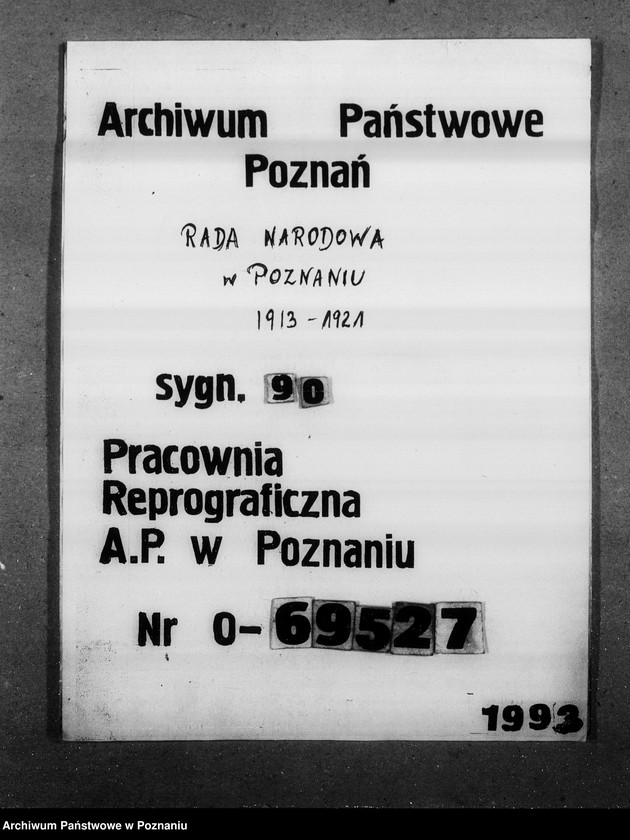 Archiwum Państwowe
Poznań
RADA NARODOWA
w POZNANIU
1913-1921
sygn. 90
Pracownia
Reprograficzna
A.P. w Poznaniu
Nr O-69527
1993
Archiwum Państwowe w Poznaniu